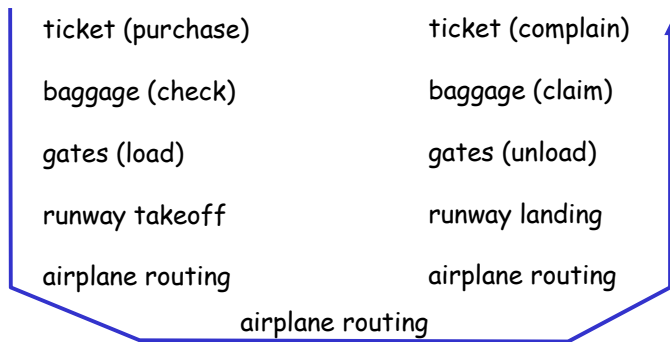 ticket (purchase)
baggage (check)
gates (load)
runway takeoff
airplane routing
ticket (complain)
baggage (claim)
gates (unload)
runway landing
airplane routing
airplane routing